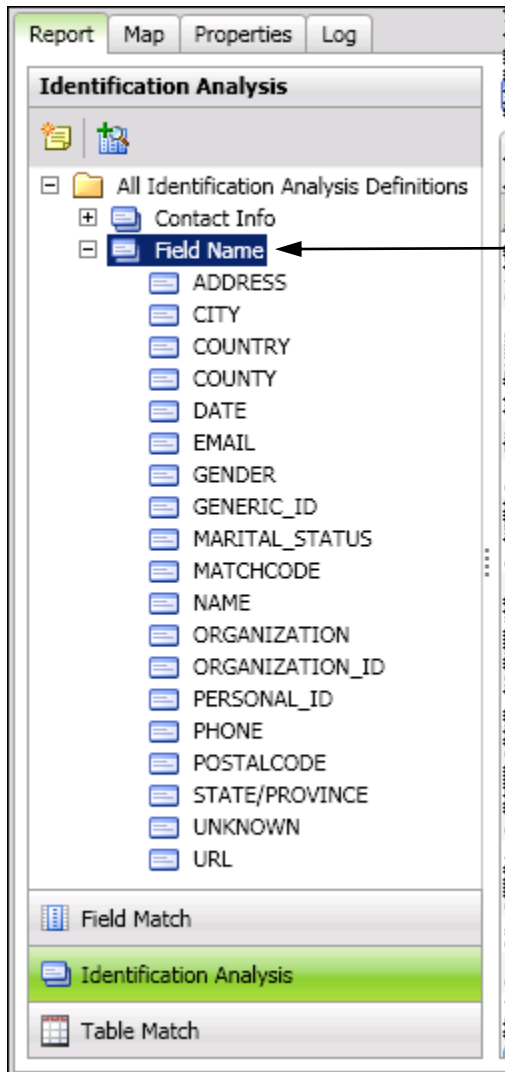 Report Map Properties Log
Identification Analysis
All Identification Analysis Definitions
Contact Info
Field Name
ADDRESS
CITY
COUNTRY
COUNTY
DATE
EMAIL
GENDER
GENERIC_ID
MARITAL_STATUS
MATCHCODE
NAME
ORGANIZATION
ORGANIZATION_ID
PERSONAL_ID
PHONE
POSTALCODE
STATE/PROVINCE
UNKNOWN
URL
Field Match
Identification Analysis
Table Match